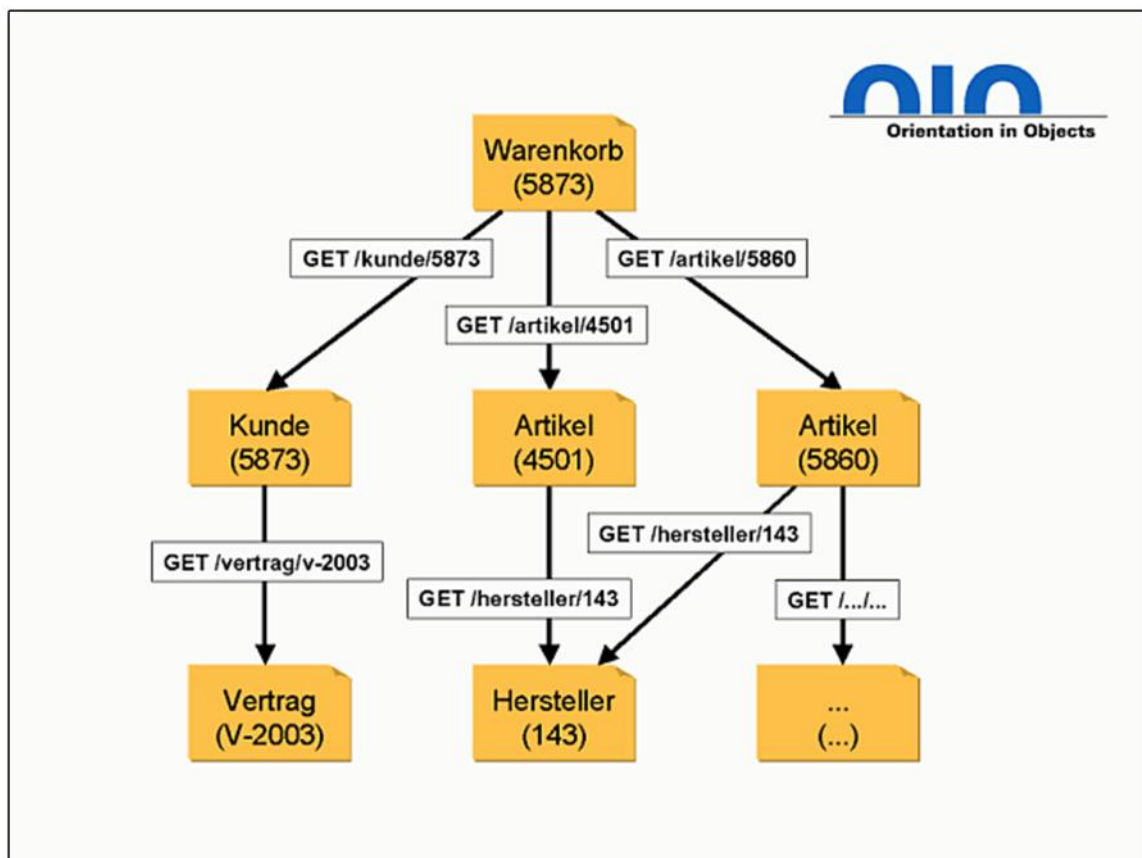 OIO
Orientation in Objects
Warenkorb
(5873)
GET /kunde/5873
GET /artikel/5860
GET /artikel/4501
Kunde
(5873)
Artikel
(4501)
Artikel
(5860)
GET /hersteller/143
GET /vertrag/v-2003
GET /hersteller/143
GET /.../...
Vertrag
(V-2003)
Hersteller
(143)
...
(...)